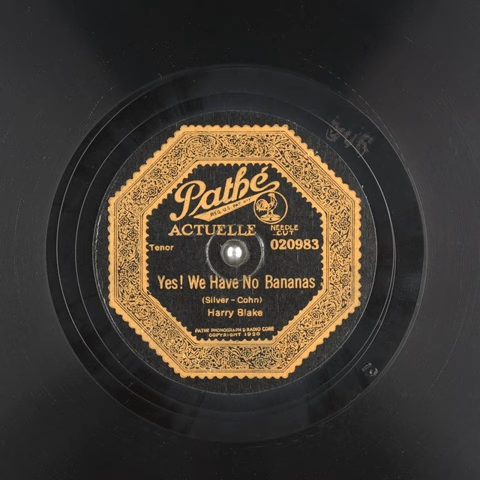 Pathé
ACTUELLE
NEEDLE
CUT
Tenor
020983
Yes! We Have No Bananas
(Silver - Cohn)
Harry Blake
PATHÉ PHONOGRAPH & RADIO CORP.
COPYRIGHT 1920